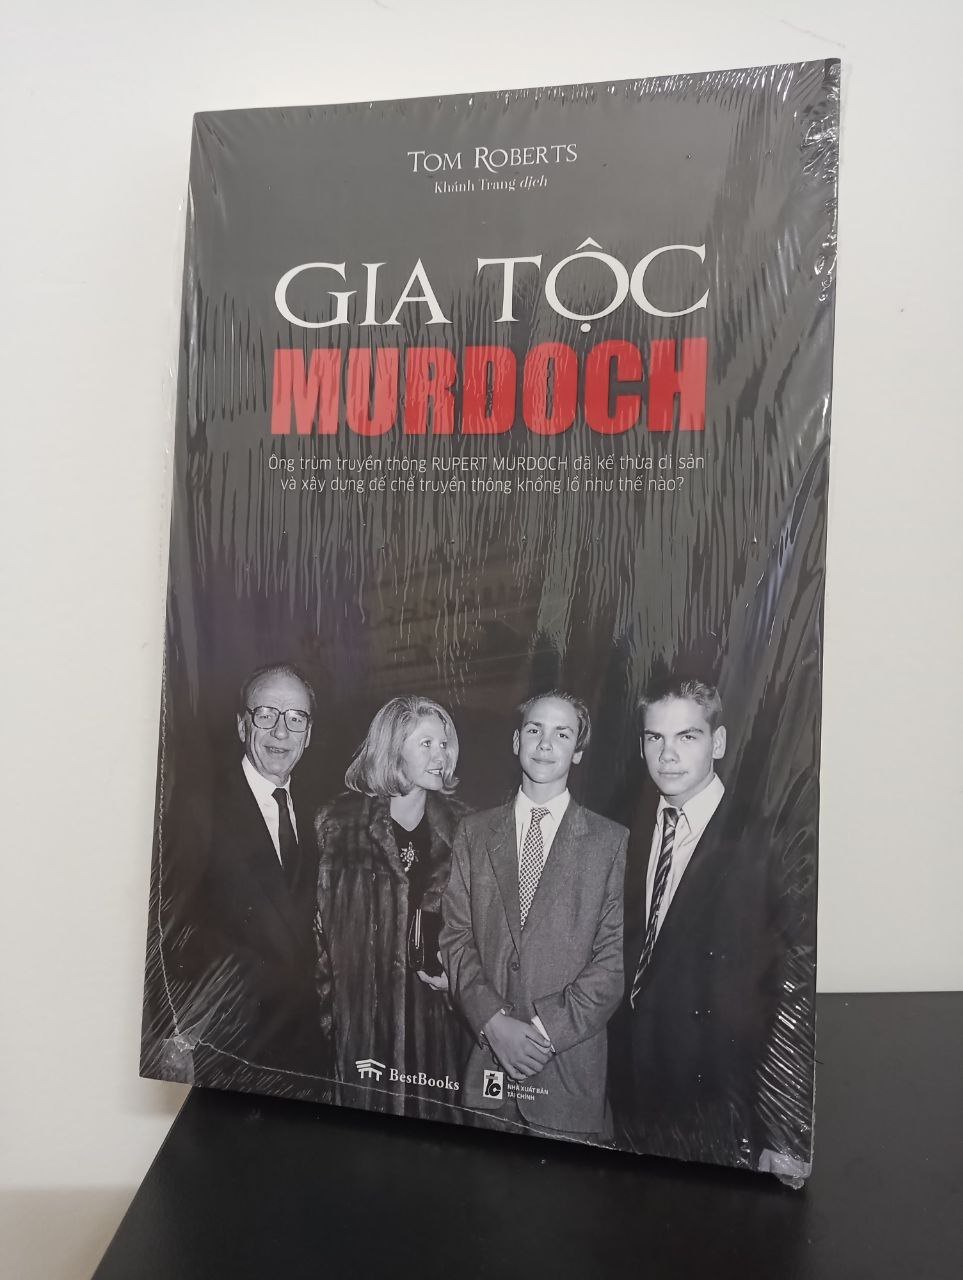 TOM ROBERTS
Khánh Trang dịch
GIA TỘC
MURDOCH
Ông trùm truyền thông RUPERT MURDOCH đã kế thừa di sản
và xây dựng đế chế truyền thông khổng lồ như thế nào?
BestBooks
NHÀ XUẤT BẢN
TÀI CHÍNH